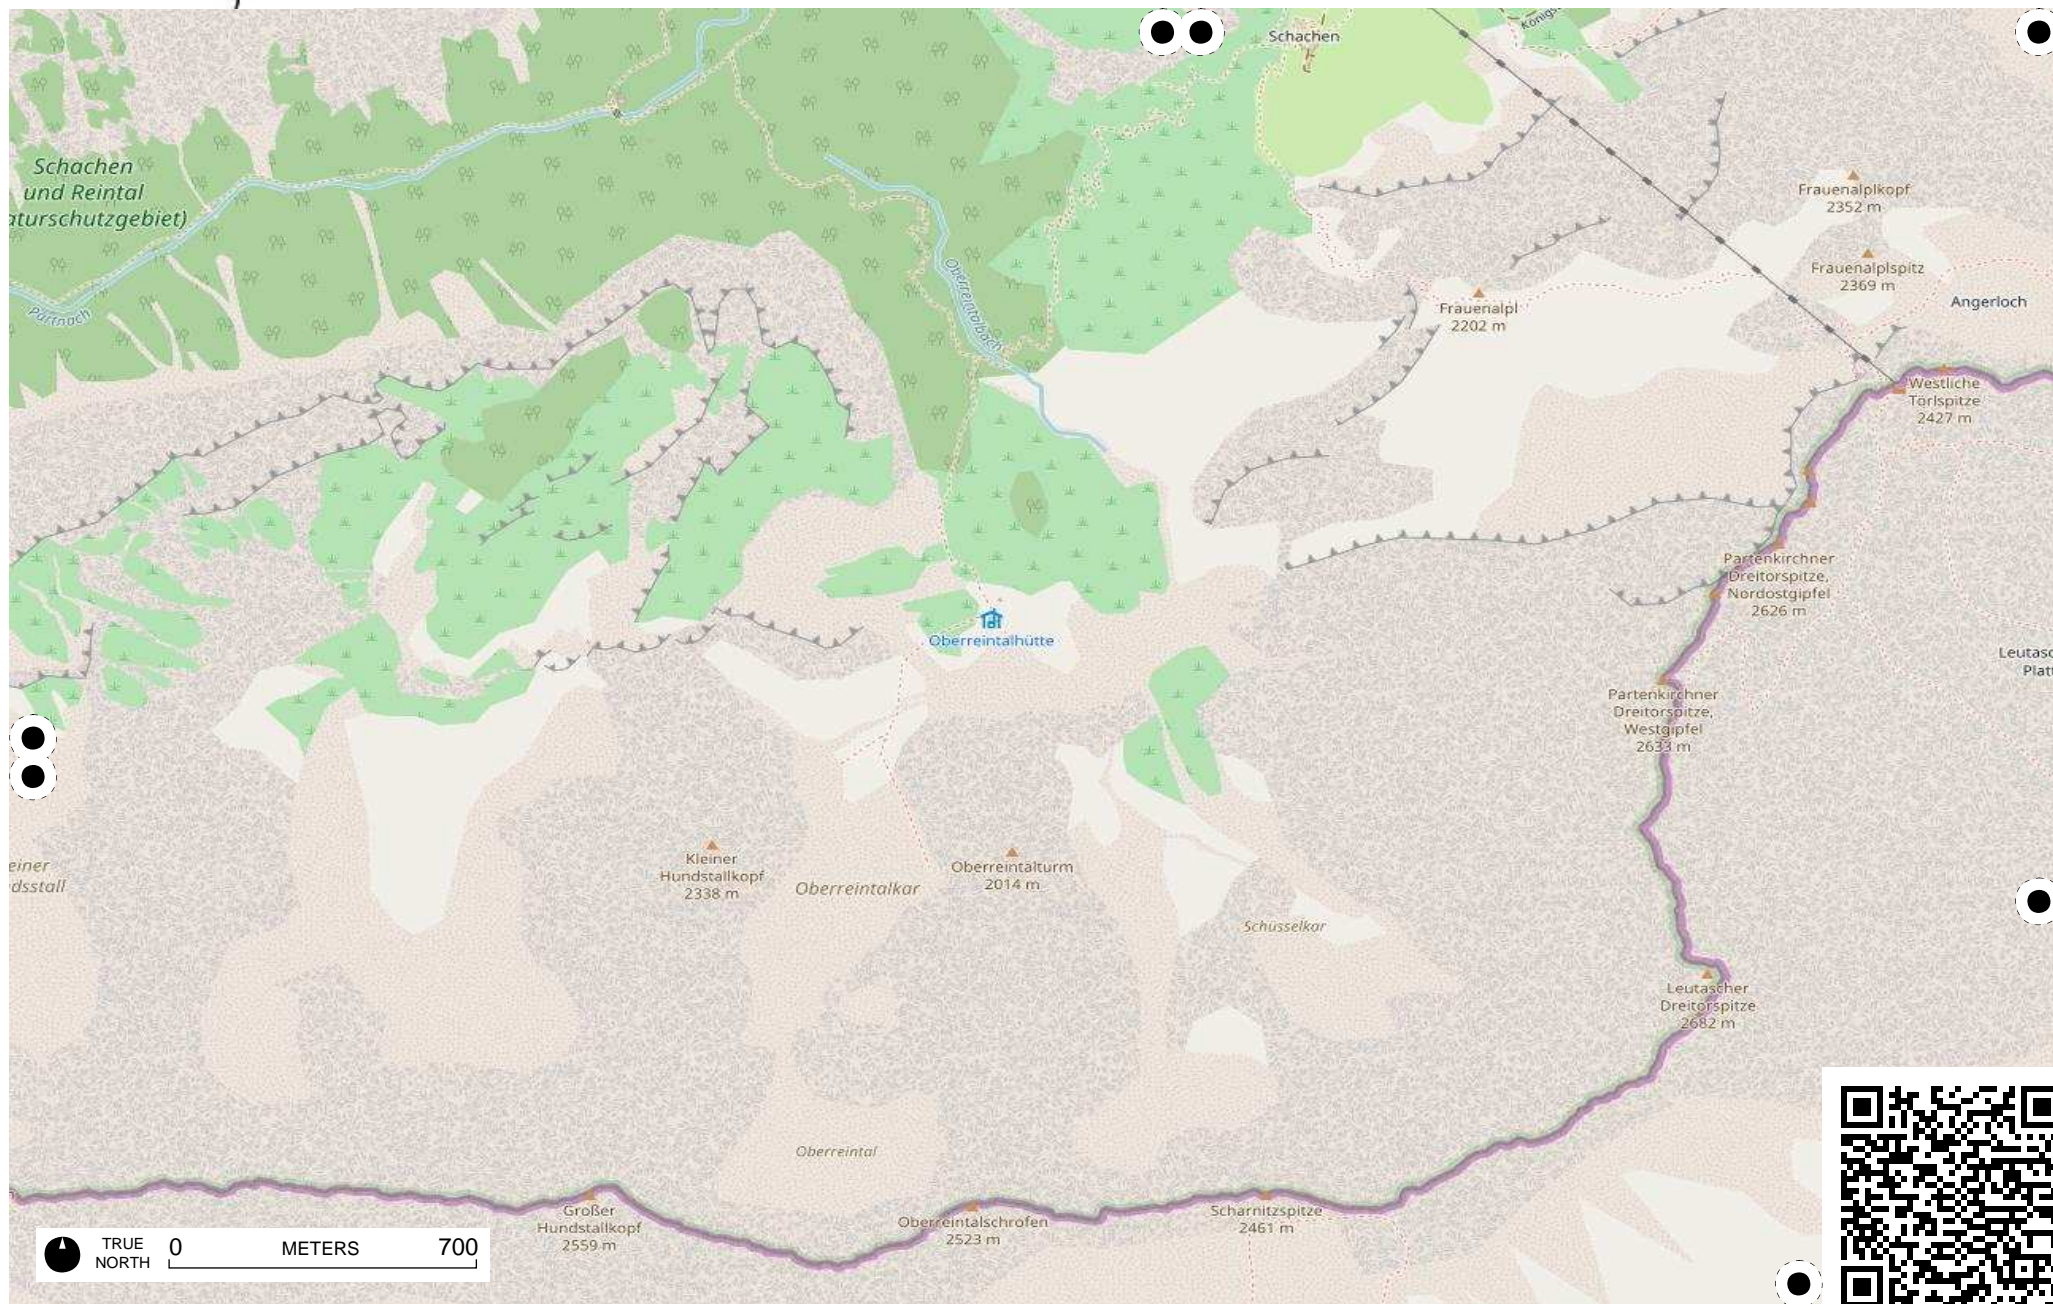 Schachen
Königs
Schachen
und Reintal
aturschutzgebiet)
Frauenalplkopf
2352 m
Frauenalplspitz
2369 m
Angerloch
Frauenalpl
2202 m
Oberreintalbach
Partnach
Westliche
Törlspitze
2427 m
Partenkirchner
Dreitorspitze,
Nordostgipfel
2626 m
Oberreintalhütte
Leutasc
Platt
Partenkirchner
Dreitorspitze,
Westgipfel
2633 m
Kleiner
Hundstallkopf
2338 m
Oberreintalkar
Oberreintalturm
2014 m
einer
dsstall
Schüsselkar
Leutascher
Dreitorspitze
2682 m
Oberreintal
Großer
Hundstallkopf
2559 m
Oberreintalschrofen
2523 m
Scharnitzspitze
2461 m
TRUE
NORTH
0 METERS 700